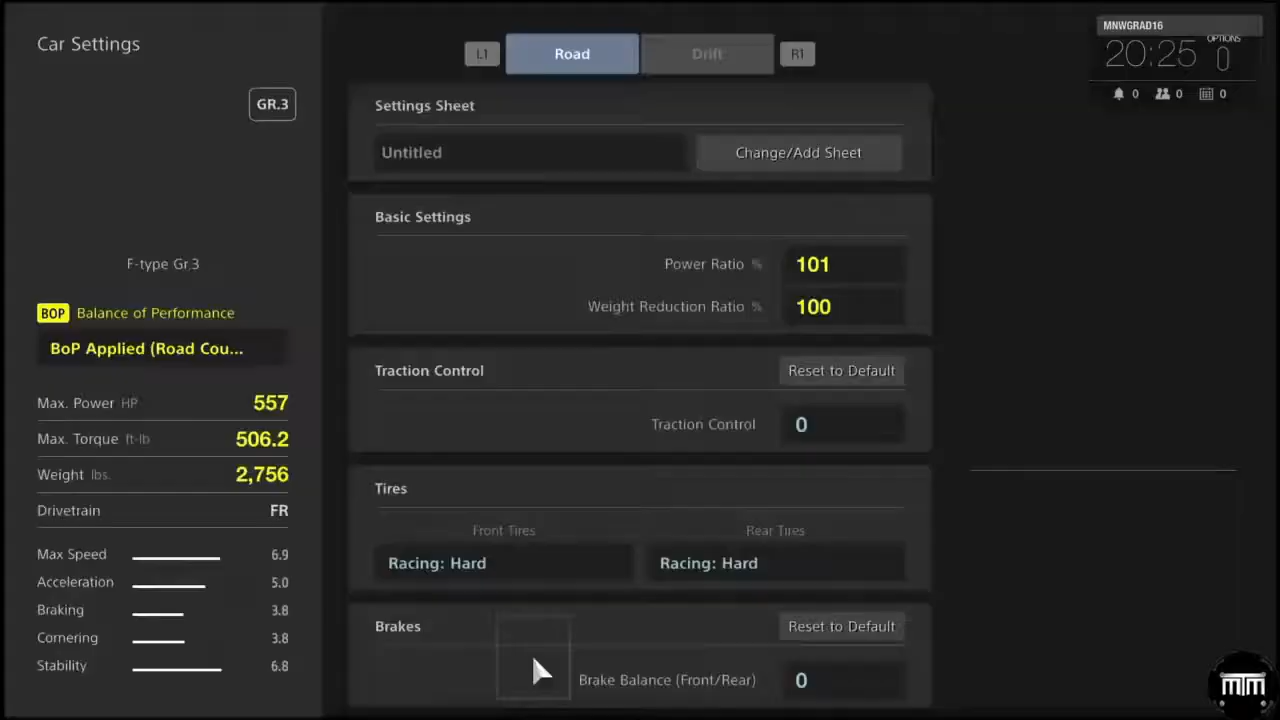 Car Settings
GR.3
F-type Gr.3
BOP Balance of Performance
BoP Applied (Road Cou...
Max. Power HP 557
Max. Torque ft-lb 506.2
Weight lbs. 2,756
Drivetrain FR
Max Speed 6.9
Acceleration 5.0
Braking 3.8
Cornering 3.8
Stability 6.8
L1 Road Drift R1
Settings Sheet
Untitled Change/Add Sheet
Basic Settings
Power Ratio % 101
Weight Reduction Ratio % 100
Traction Control Reset to Default
Traction Control 0
Tires
Front Tires Rear Tires
Racing: Hard Racing: Hard
Brakes Reset to Default
Brake Balance (Front/Rear) 0
MNWGRAD16
20:25 OPTIONS
0 0 0
MTM